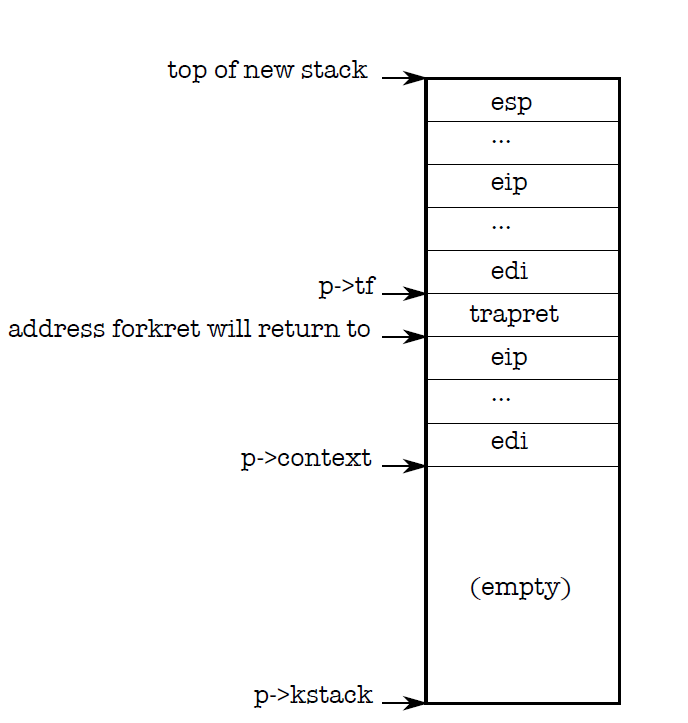 top of new stack
esp
...
eip
...
edi
p->tf
trapret
address forkret will return to
eip
...
edi
p->context
(empty)
p->kstack